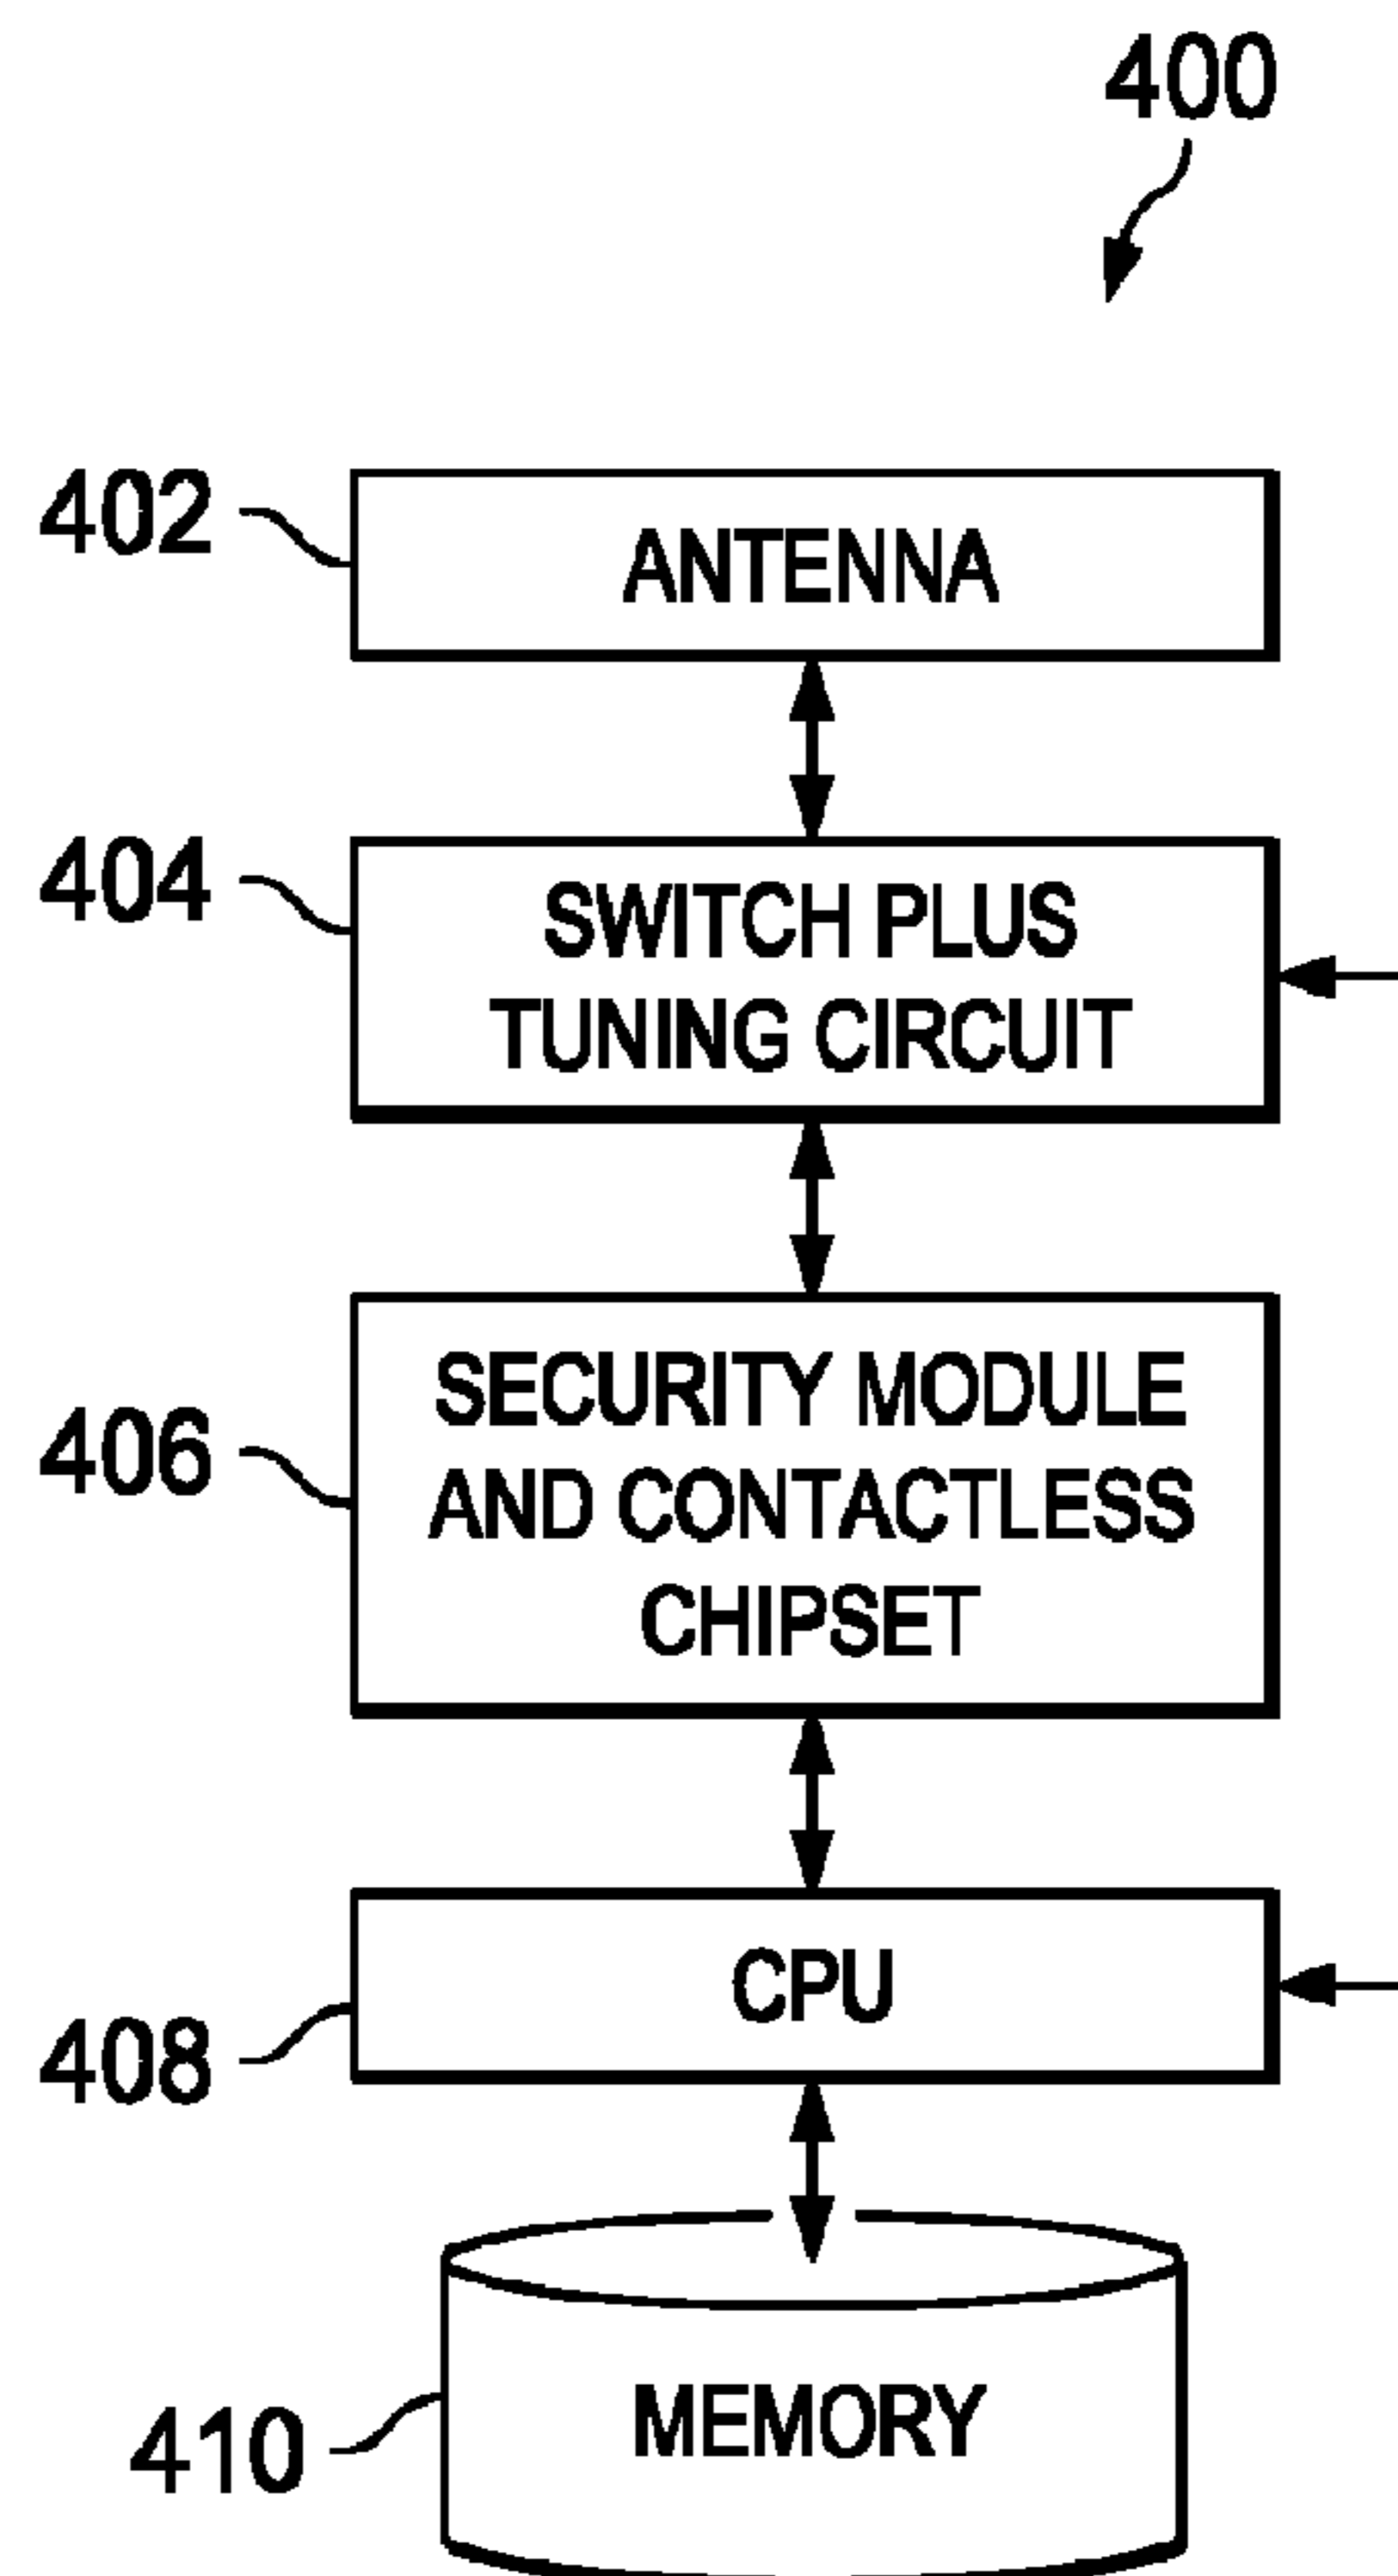 400
402
ANTENNA
404
SWITCH PLUS
TUNING CIRCUIT
406
SECURITY MODULE
AND CONTACTLESS
CHIPSET
CPU
408
MEMORY
410